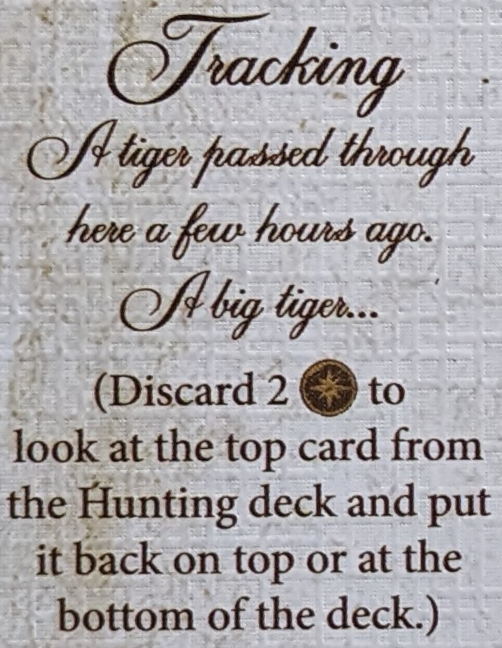 Tracking
A tiger passed through
here a few hours ago.
A big tiger...
(Discard 2 to
look at the top card from
the Hunting deck and put
it back on top or at the
bottom of the deck.)